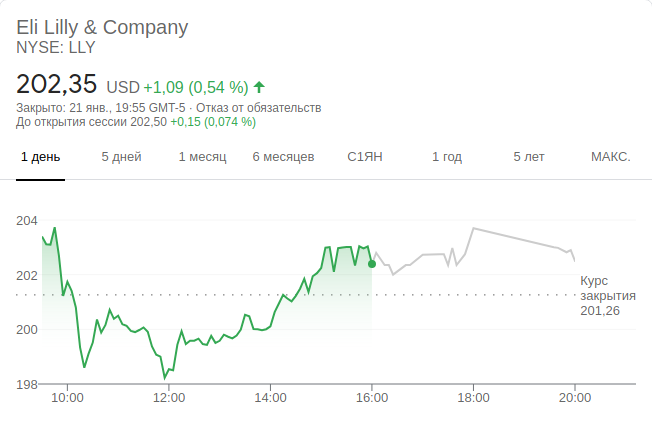 Eli Lilly & Company
NYSE: LLY
202,35 USD +1,09 (0,54 %)
Закрыто: 21 янв., 19:55 GMT-5 · Отказ от обязательств
До открытия сессии 202,50 +0,15 (0,074 %)
1 день 5 дней 1 месяц 6 месяцев С1ЯН 1 год 5 лет МАКС.
204
202
Курс
закрытия
201,26
200
198
10:00 12:00 14:00 16:00 18:00 20:00